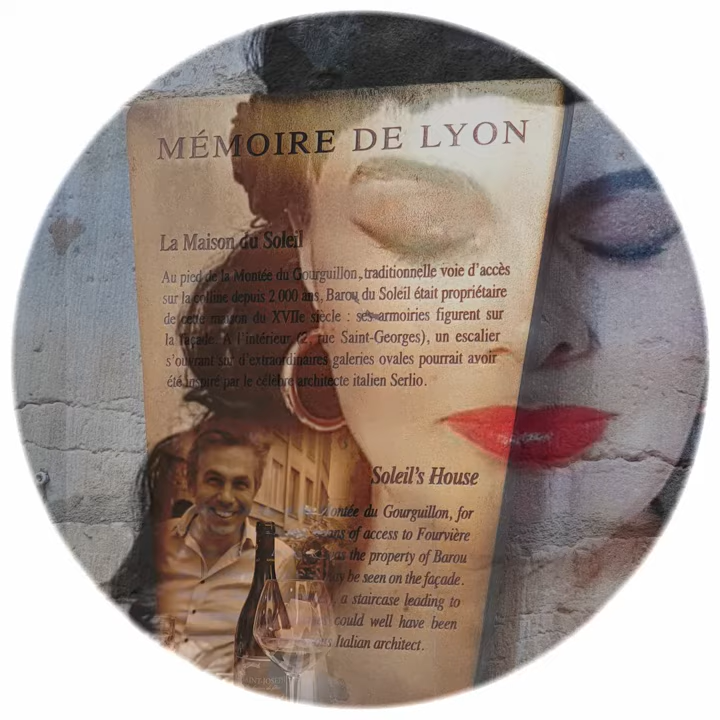 MÉMOIRE DE LYON
La Maison du Soleil
Au pied de la Montée du Gourguillon, traditionnelle voie d'accès
sur la colline depuis 2 000 ans, Barou du Soleil était propriétaire
de cette maison du XVIIe siècle : ses armoiries figurent sur
la façade. A l'intérieur (2, rue Saint-Georges), un escalier
s'ouvrant sur d'extraordinaires galeries ovales pourrait avoir
été inspiré par le célèbre architecte italien Serlio.
Soleil's House
Montée du Gourguillon, for
of access to Fourvière
the property of Barou
be seen on the façade.
, a staircase leading to
could well have been
Italian architect.
SAINT-JOSEPH